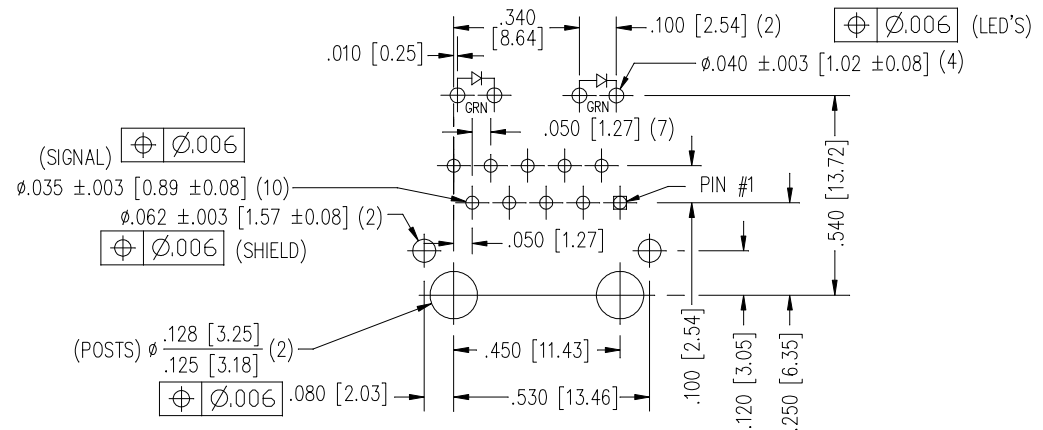 .340
[8.64]
.100 [2.54] (2)
⌖ Ø.006 (LED'S)
.010 [0.25]
ø.040 ±.003 [1.02 ±0.08] (4)
GRN
GRN
.050 [1.27] (7)
(SIGNAL) ⌖ Ø.006
ø.035 ±.003 [0.89 ±0.08] (10)
PIN #1
ø.062 ±.003 [1.57 ±0.08] (2)
⌖ Ø.006 (SHIELD)
.050 [1.27]
.540 [13.72]
(POSTS) ø .128 [3.25]
.125 [3.18] (2)
⌖ Ø.006
.080 [2.03]
.450 [11.43]
.530 [13.46]
.100 [2.54]
.120 [3.05]
.250 [6.35]